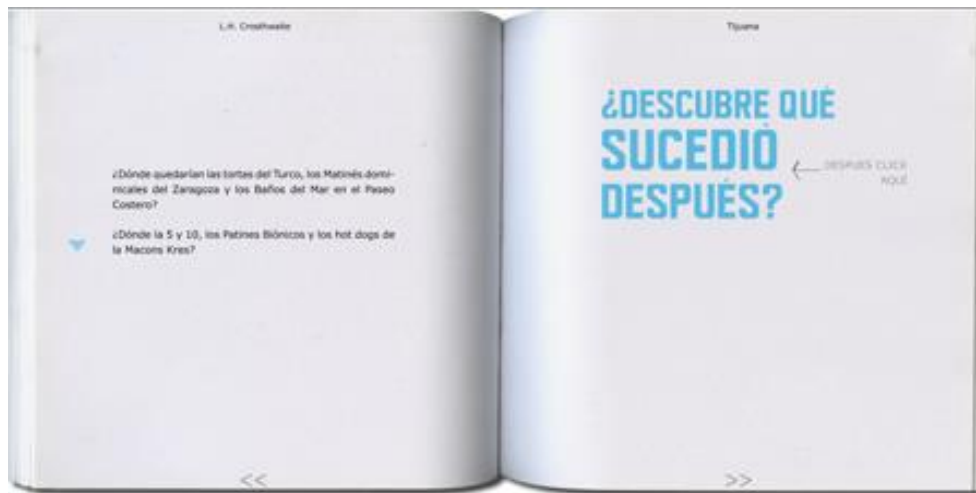 L.H. Crosthwaite
¿Dónde quedarían las tortas del Turco, los Matinés domi-
nicales del Zaragoza y los Baños del Mar en el Paseo
Costero?
¿Dónde la 5 y 10, los Patines Biónicos y los hot dogs de
la Macons Kres?
<<
Tijuana
¿DESCUBRE QUÉ
SUCEDIÓ
DESPUÉS?
DESPUES CLICK
AQUÍ
>>